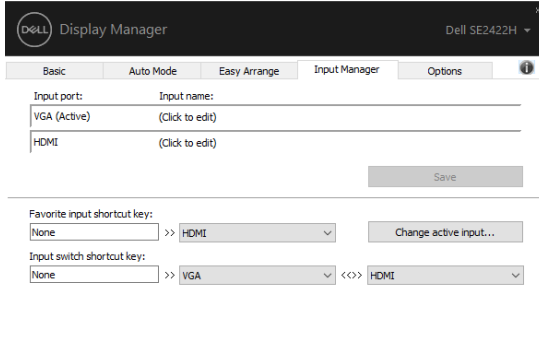 DELL Display Manager Dell SE2422H
Basic Auto Mode Easy Arrange Input Manager Options
Input port: Input name:
VGA (Active) (Click to edit)
HDMI (Click to edit)
Save
Favorite input shortcut key:
None >> HDMI Change active input...
Input switch shortcut key:
None >> VGA <<>> HDMI